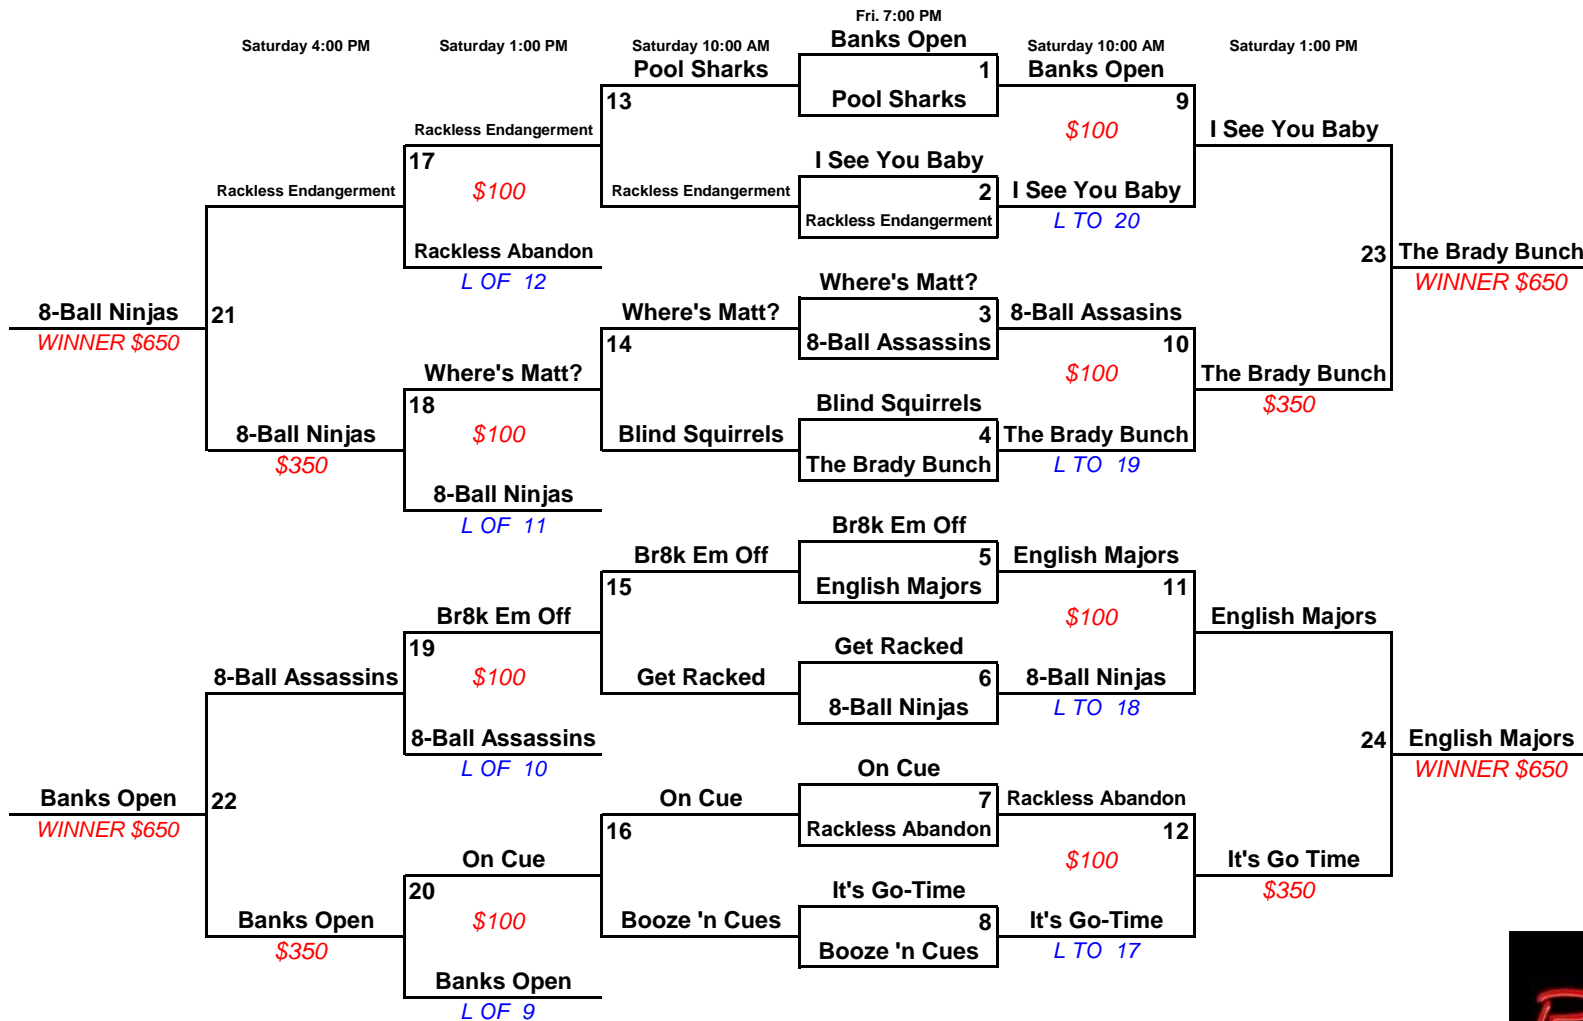 Fri. 7:00 PM
Saturday 4:00 PM Saturday 1:00 PM Saturday 10:00 AM Banks Open Saturday 10:00 AM Saturday 1:00 PM
Pool Sharks 1 Banks Open
13 Pool Sharks 9
Rackless Endangerment $100 I See You Baby
17 I See You Baby
Rackless Endangerment $100 Rackless Endangerment 2 I See You Baby
Rackless Endangerment L TO 20
Rackless Abandon 23 The Brady Bunch
L OF 12 Where's Matt? WINNER $650
8-Ball Ninjas 21 Where's Matt? 3 8-Ball Assasins
WINNER $650 14 8-Ball Assassins 10
Where's Matt? $100 The Brady Bunch
18 Blind Squirrels $350
8-Ball Ninjas $100 Blind Squirrels 4 The Brady Bunch
$350 The Brady Bunch L TO 19
8-Ball Ninjas
L OF 11 Br8k Em Off
Br8k Em Off 5 English Majors
15 English Majors 11
Br8k Em Off $100 English Majors
19 Get Racked
8-Ball Assassins $100 Get Racked 6 8-Ball Ninjas
8-Ball Ninjas L TO 18
8-Ball Assassins 24 English Majors
L OF 10 On Cue WINNER $650
Banks Open 22 On Cue 7 Rackless Abandon
WINNER $650 16 Rackless Abandon 12
On Cue $100 It's Go Time
20 It's Go-Time $350
Banks Open $100 Booze 'n Cues 8 It's Go-Time
$350 Booze 'n Cues L TO 17
Banks Open
L OF 9